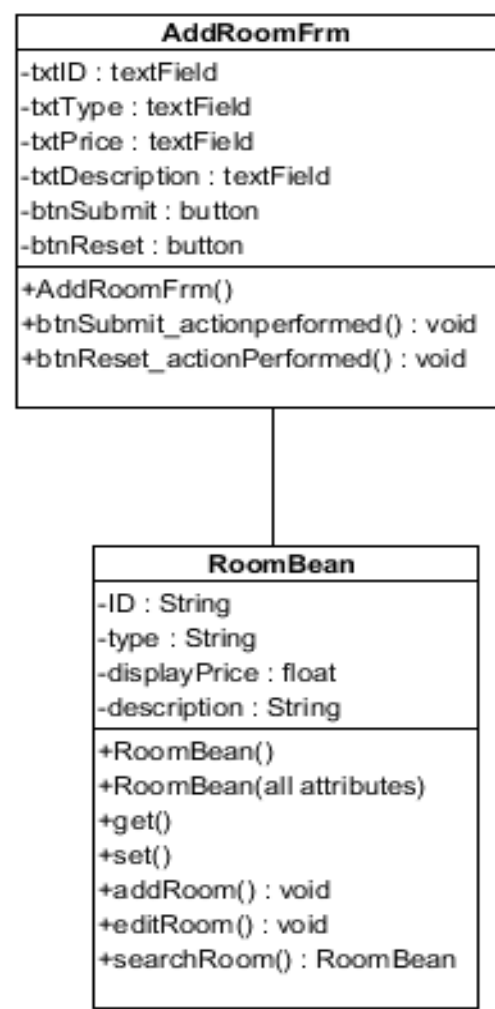 AddRoomFrm
-txtID : textField
-txtType : textField
-txtPrice : textField
-txtDescription : textField
-btnSubmit : button
-btnReset : button
+AddRoomFrm()
+btnSubmit_actionperformed() : void
+btnReset_actionPerformed() : void
RoomBean
-ID : String
-type : String
-displayPrice : float
-description : String
+RoomBean()
+RoomBean(all attributes)
+get()
+set()
+addRoom() : void
+editRoom() : void
+searchRoom() : RoomBean